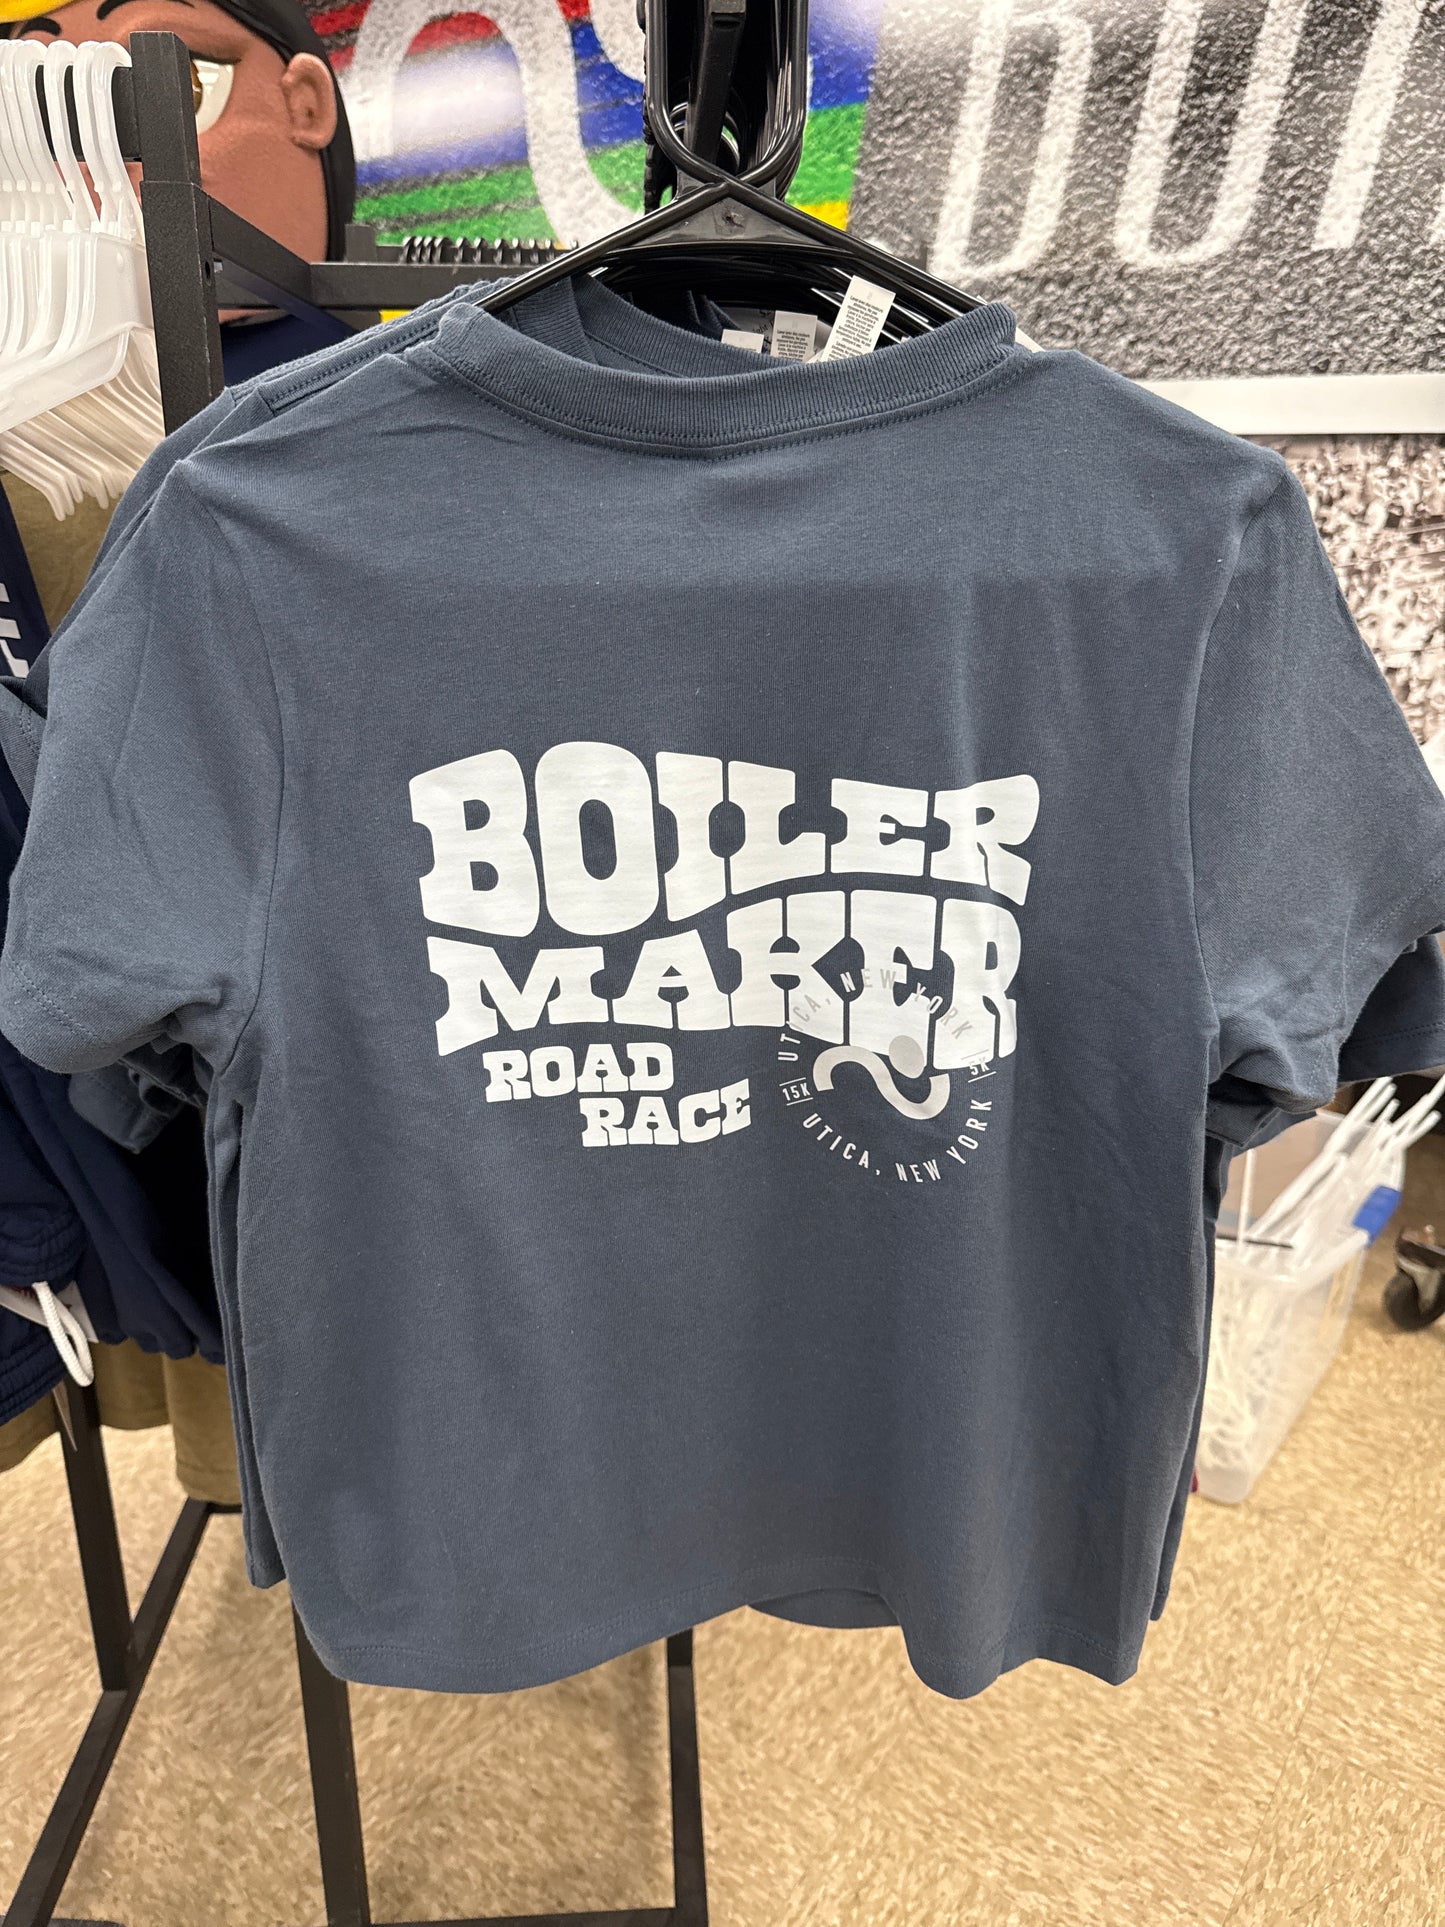 BOILER
MAKER
ROAD
RACE
UTICA, NEW YORK
15K
5K
UTICA, NEW YORK